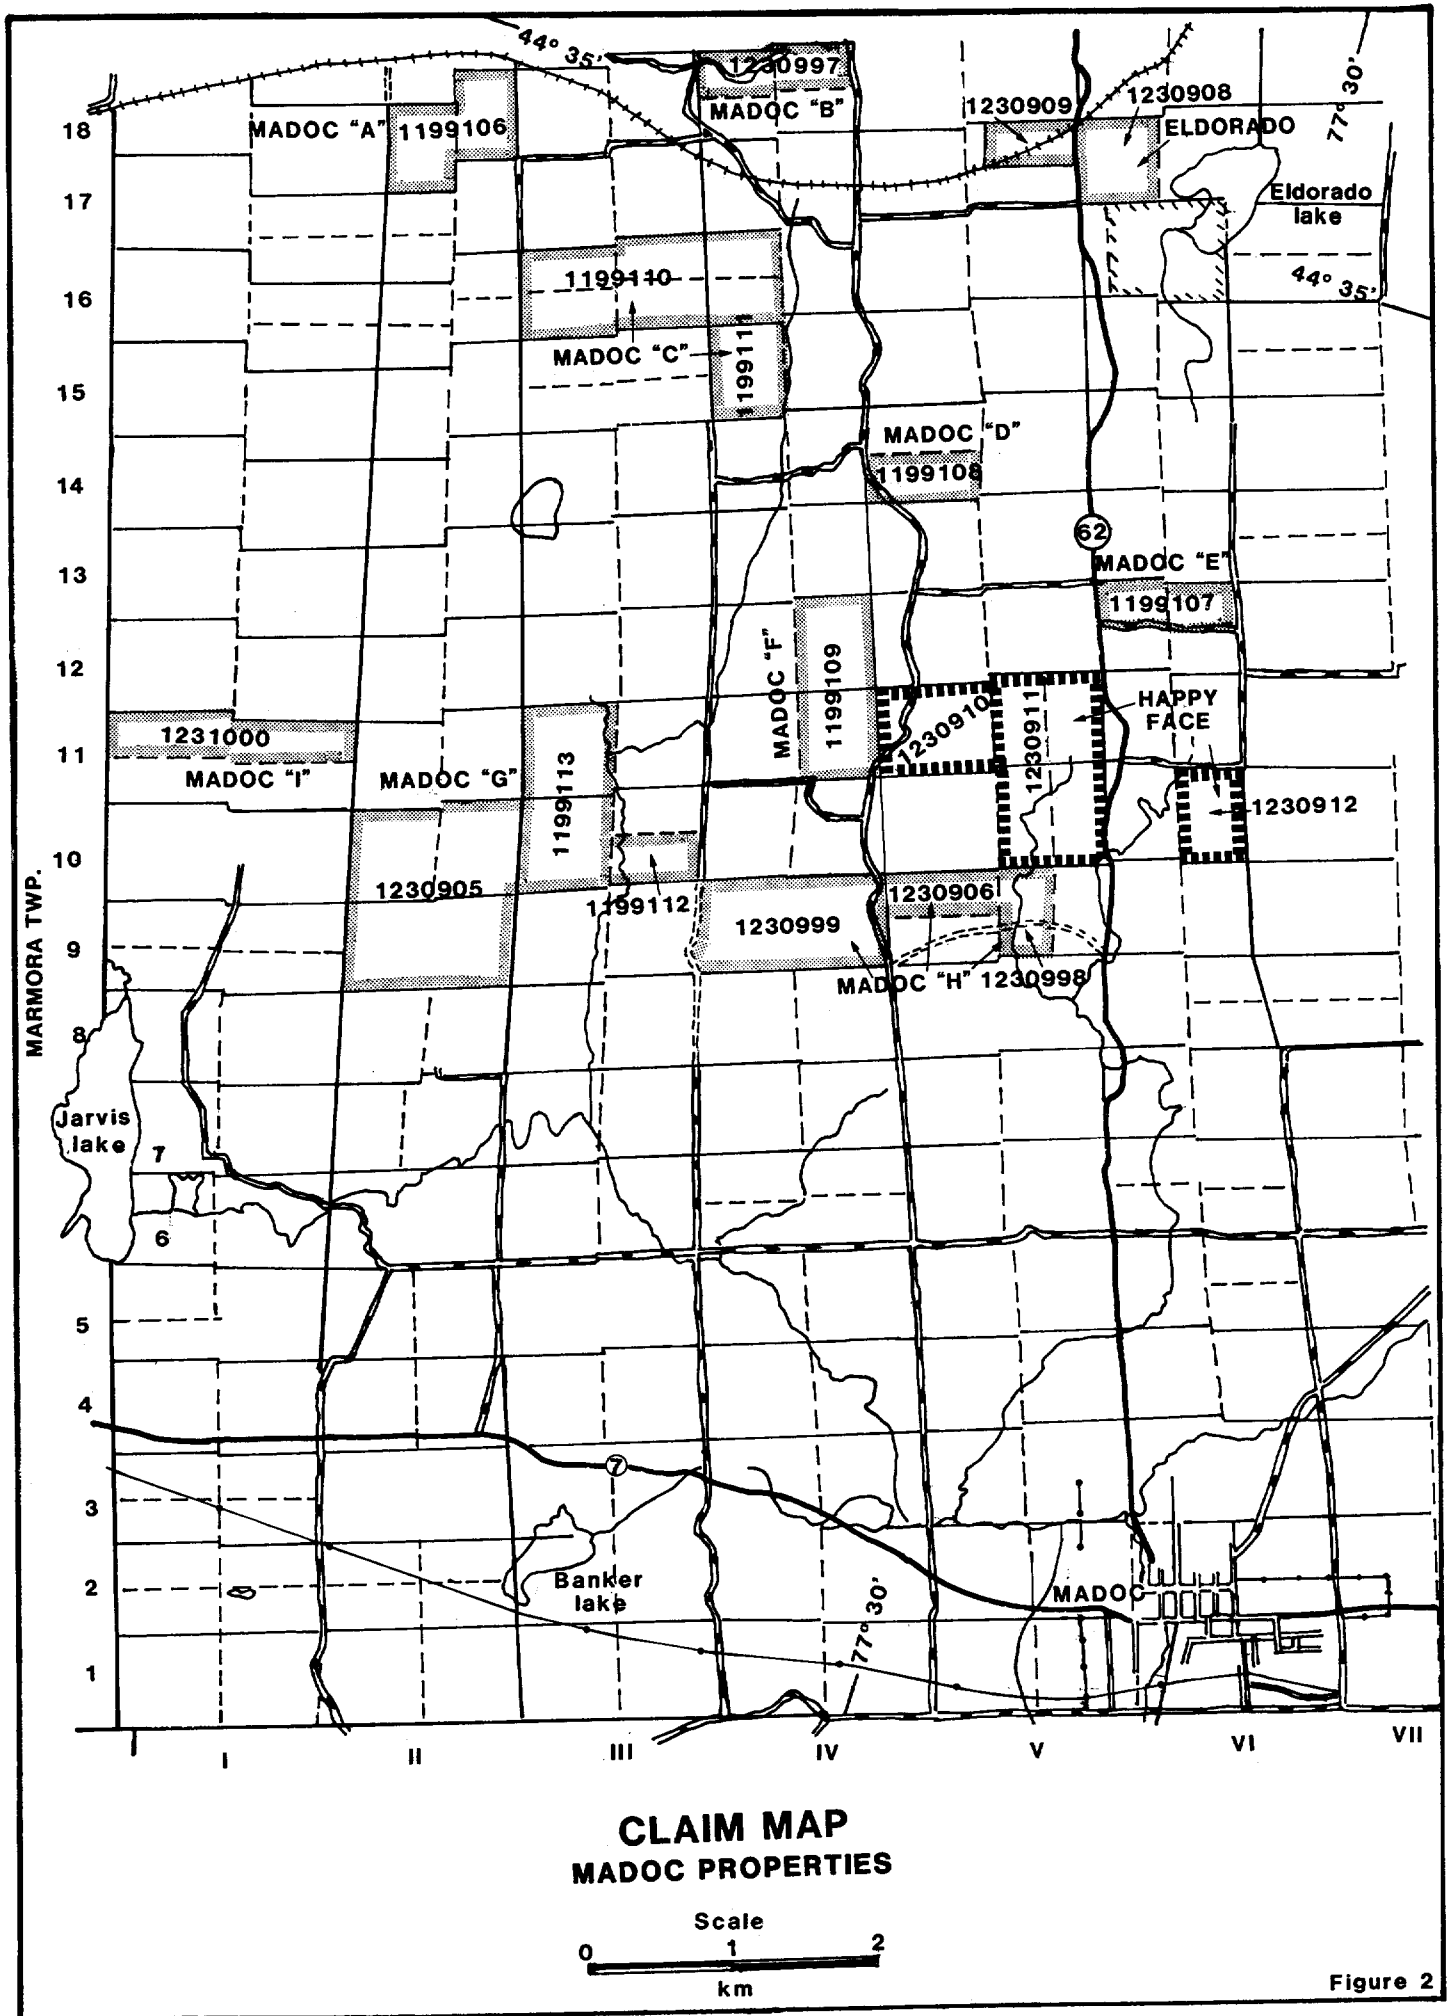 44° 35'
1230997
MADOC "B"
1230909
1230908
77° 30'
18
MADOC "A"
1199106
ELDORADO
17
Eldorado
lake
16
1199110
44° 35'
MADOC "C"
1199111
15
MADOC "D"
14
1199108
62
13
MADOC "E"
1199107
12
MADOC "F"
1199109
1230910
1230911
HAPPY
FACE
1231000
11
MADOC "I"
MADOC "G"
1199113
1230912
10
MARMORA TWP.
1230905
1199112
1230906
1230999
9
MADOC "H"
1230998
8
Jarvis
lake
7
6
5
4
7
3
2
Banker
lake
MADOC
77° 30'
1
I
II
III
IV
V
VI
VII
CLAIM MAP
MADOC PROPERTIES
Scale
0 1 2
km
Figure 2